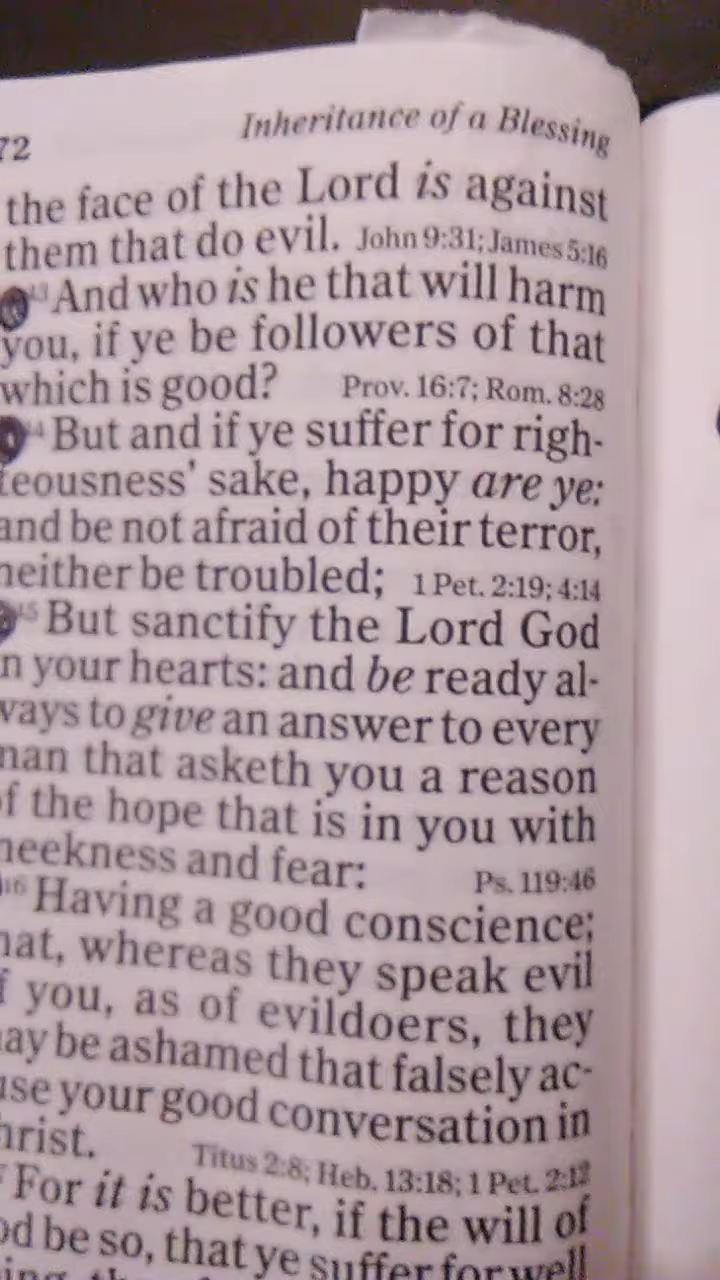 72
Inheritance of a Blessing
the face of the Lord is against
them that do evil. John 9:31; James 5:16
13 And who is he that will harm
you, if ye be followers of that
which is good? Prov. 16:7; Rom. 8:28
14 But and if ye suffer for righ-
teousness' sake, happy are ye:
and be not afraid of their terror,
neither be troubled; 1 Pet. 2:19; 4:14
15 But sanctify the Lord God
n your hearts: and be ready al-
ways to give an answer to every
man that asketh you a reason
of the hope that is in you with
meekness and fear: Ps. 119:46
16 Having a good conscience;
hat, whereas they speak evil
f you, as of evildoers, they
may be ashamed that falsely ac-
use your good conversation in
hrist. Titus 2:8; Heb. 13:18; 1 Pet. 2:12
For it is better, if the will of
od be so, that ye suffer for well